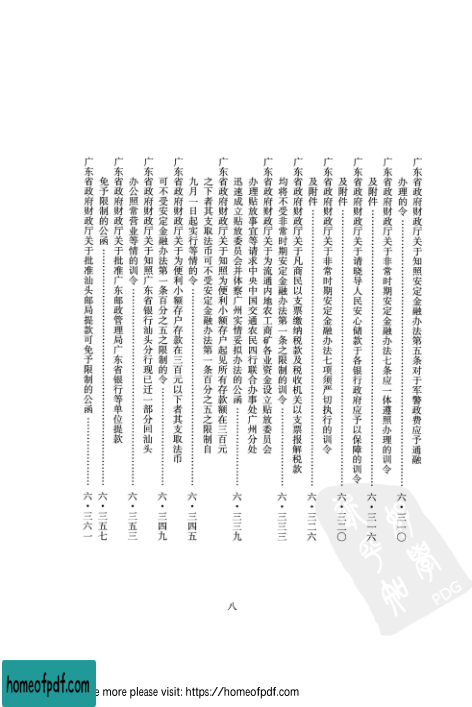 广东省政府财政厅关于知照安定金融办法第五条对于军警政费应予通融
办理的令……六·三一〇
广东省政府财政厅关于非常时期安定金融办法七条应一体遵照办理的训令
及附件……六·三一六
广东省政府财政厅关于请晓导人民安心储款于各银行政府应予以保障的训令
及附件……六·三二〇
广东省政府财政厅关于非常时期安定金融办法七项须严切执行的训令
及附件……六·三二六
广东省政府财政厅关于凡商民以支票缴纳税款及税收机关以支票报解税款
均将不受非常时期安定金融办法第一条之限制的训令……六·三三三
广东省政府财政厅关于为流通内地农工商矿各业资金设立贴放委员会
办理贴放事宜等请求中央中国交通农民四行联合办事处广州分处
迅速成立贴放委员会并体察广州实情妥拟办法的公函……六·三三九
广东省政府财政厅关于知照为便利小额存户起见所有存款额在三百元
之下者其支取法币可不受安定金融办法第一条百分之五之限制自
九月一日起实行等情的令……六·三四五
广东省政府财政厅关于为便利小额存户存款在三百元以下者其支取法币
可不受安定金融办法第一条百分之五之限制的令……六·三四九
广东省政府财政厅关于知照广东省银行汕头分行现已迁一部分回汕头
办公照常营业等情的训令……六·三五三
广东省政府财政厅关于批准广东邮政管理局广东省银行等单位提款
免予限制的公函……六·三五七
广东省政府财政厅关于批准汕头邮局提款可免予限制的公函……六·三六一
八
PDG
homeofpdf.com
e more please visit: https://homeofpdf.com